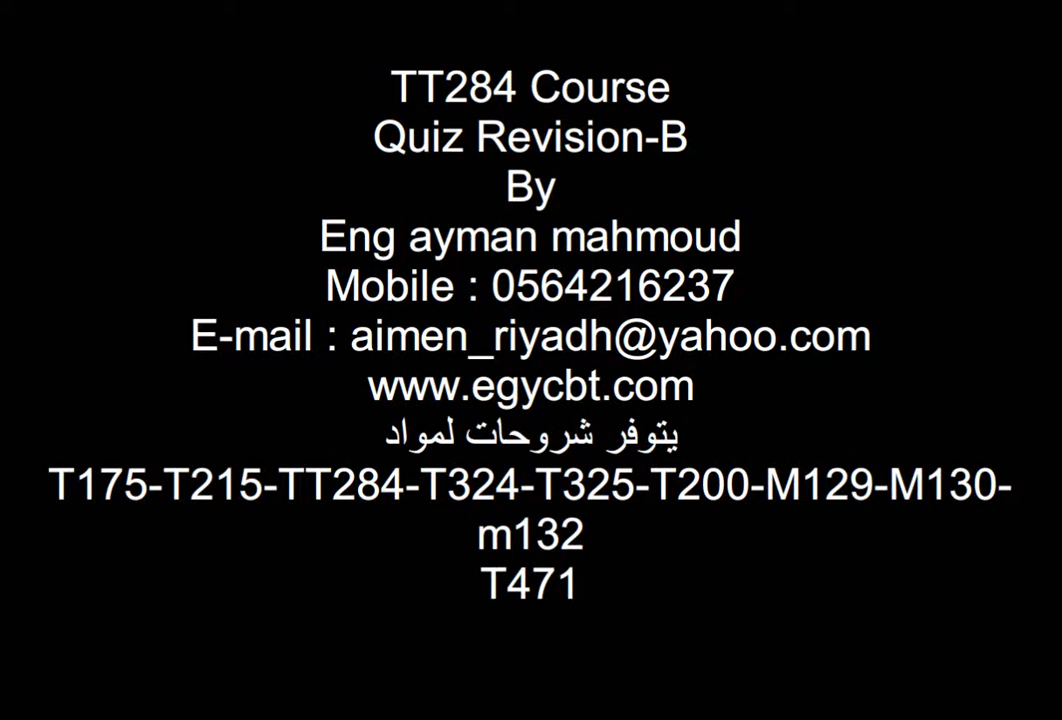 TT284 Course
Quiz Revision-B
By
Eng ayman mahmoud
Mobile : 0564216237
E-mail : aimen_riyadh@yahoo.com
www.egycbt.com
يتوفر شروحات لمواد
T175-T215-TT284-T324-T325-T200-M129-M130-
m132
T471